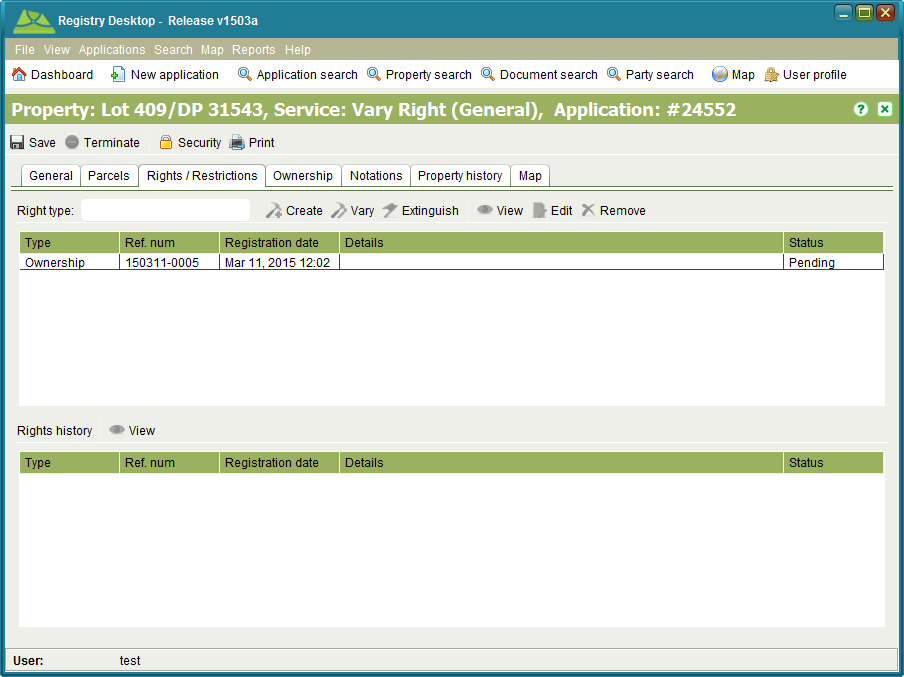 Registry Desktop - Release v1503a
File View Applications Search Map Reports Help
Dashboard New application Application search Property search Document search Party search Map User profile
Property: Lot 409/DP 31543, Service: Vary Right (General), Application: #24552
Save Terminate Security Print
General Parcels Rights / Restrictions Ownership Notations Property history Map
Right type: Create Vary Extinguish View Edit Remove
Type Ref. num Registration date Details Status
Ownership 150311-0005 Mar 11, 2015 12:02 Pending
Rights history View
Type Ref. num Registration date Details Status
User: test